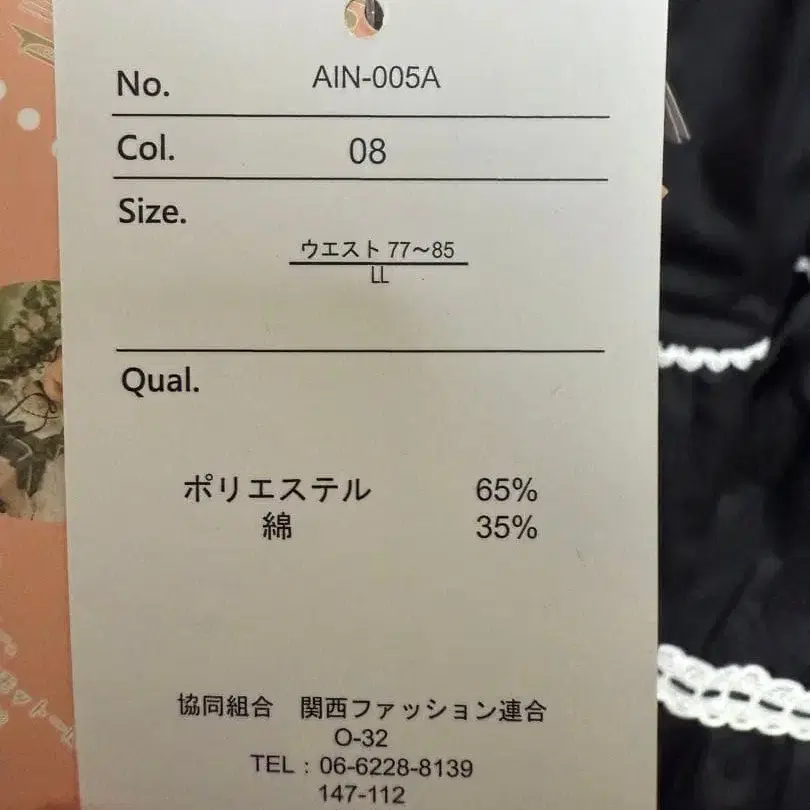 No. AIN-005A
Col. 08
Size.
ウエスト 77～85
LL
Qual.
ポリエステル 65%
綿 35%
協同組合 関西ファッション連合
O-32
TEL：06-6228-8139
147-112